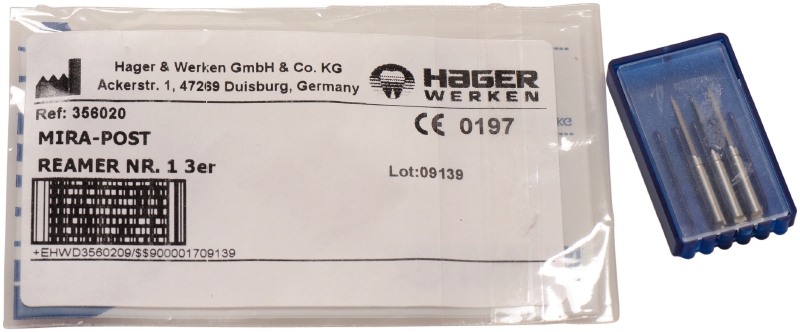 Hager & Werken GmbH & Co. KG
Ackerstr. 1, 47269 Duisburg, Germany
HAGER
WERKEN
Ref: 356020
CE 0197
MIRA-POST
REAMER NR. 1 3er
Lot:09139
+EHWD3560209/$$900001709139